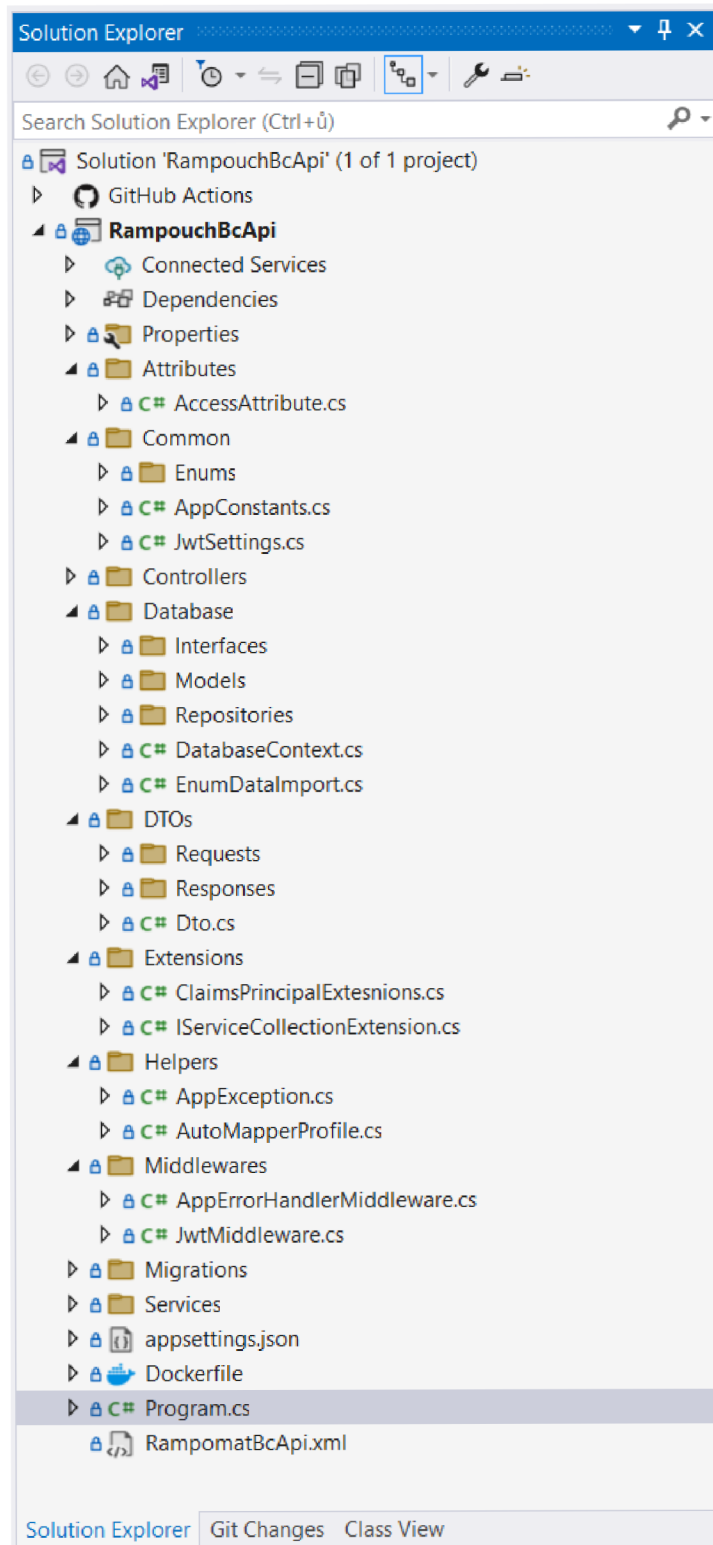 Solution Explorer
Search Solution Explorer (Ctrl+ů)
Solution 'RampouchBcApi' (1 of 1 project)
GitHub Actions
RampouchBcApi
Connected Services
Dependencies
Properties
Attributes
C# AccessAttribute.cs
Common
Enums
C# AppConstants.cs
C# JwtSettings.cs
Controllers
Database
Interfaces
Models
Repositories
C# DatabaseContext.cs
C# EnumDataImport.cs
DTOs
Requests
Responses
C# Dto.cs
Extensions
C# ClaimsPrincipalExtesnions.cs
C# IServiceCollectionExtension.cs
Helpers
C# AppException.cs
C# AutoMapperProfile.cs
Middlewares
C# AppErrorHandlerMiddleware.cs
C# JwtMiddleware.cs
Migrations
Services
appsettings.json
Dockerfile
C# Program.cs
RampomatBcApi.xml
Solution Explorer Git Changes Class View